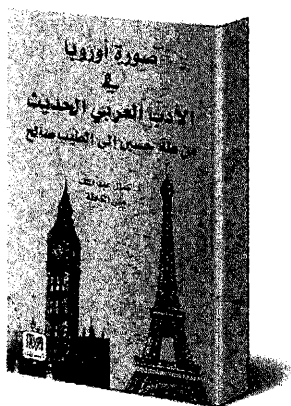 صورة أوروبا
في
الأدب العربي الحديث
من طه حسين إلى الطيب صالح